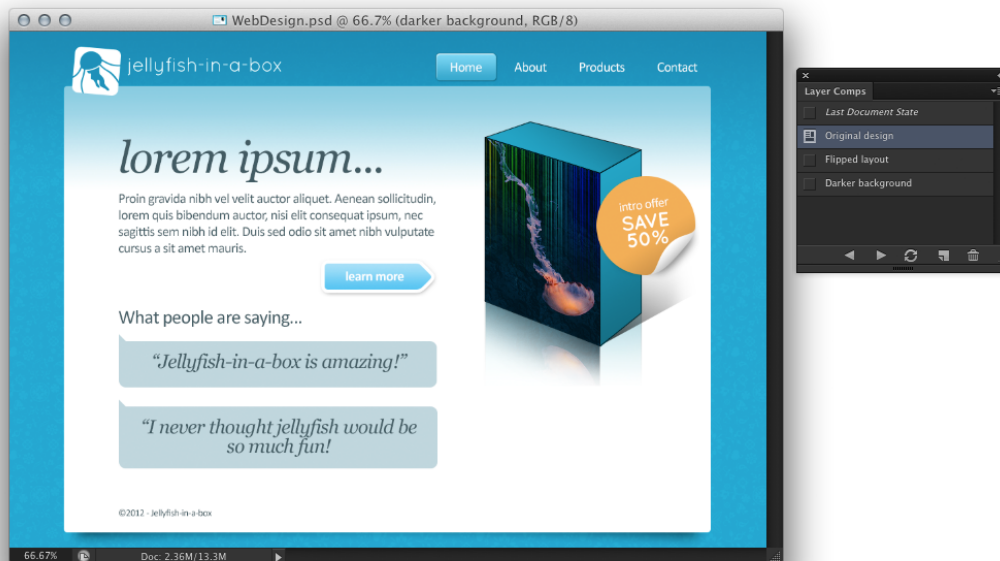 WebDesign.psd @ 66.7% (darker background, RGB/8)
jellyfish-in-a-box
Home About Products Contact
lorem ipsum...
Proin gravida nibh vel velit auctor aliquet. Aenean sollicitudin,
lorem quis bibendum auctor, nisi elit consequat ipsum, nec
sagittis sem nibh id elit. Duis sed odio sit amet nibh vulputate
cursus a sit amet mauris.
learn more
intro offer
SAVE
50%
What people are saying...
“Jellyfish-in-a-box is amazing!”
“I never thought jellyfish would be
so much fun!
©2012 - Jellyfish-in-a-box
66.67% Doc: 2.36M/13.3M
Layer Comps
Last Document State
Original design
Flipped layout
Darker background